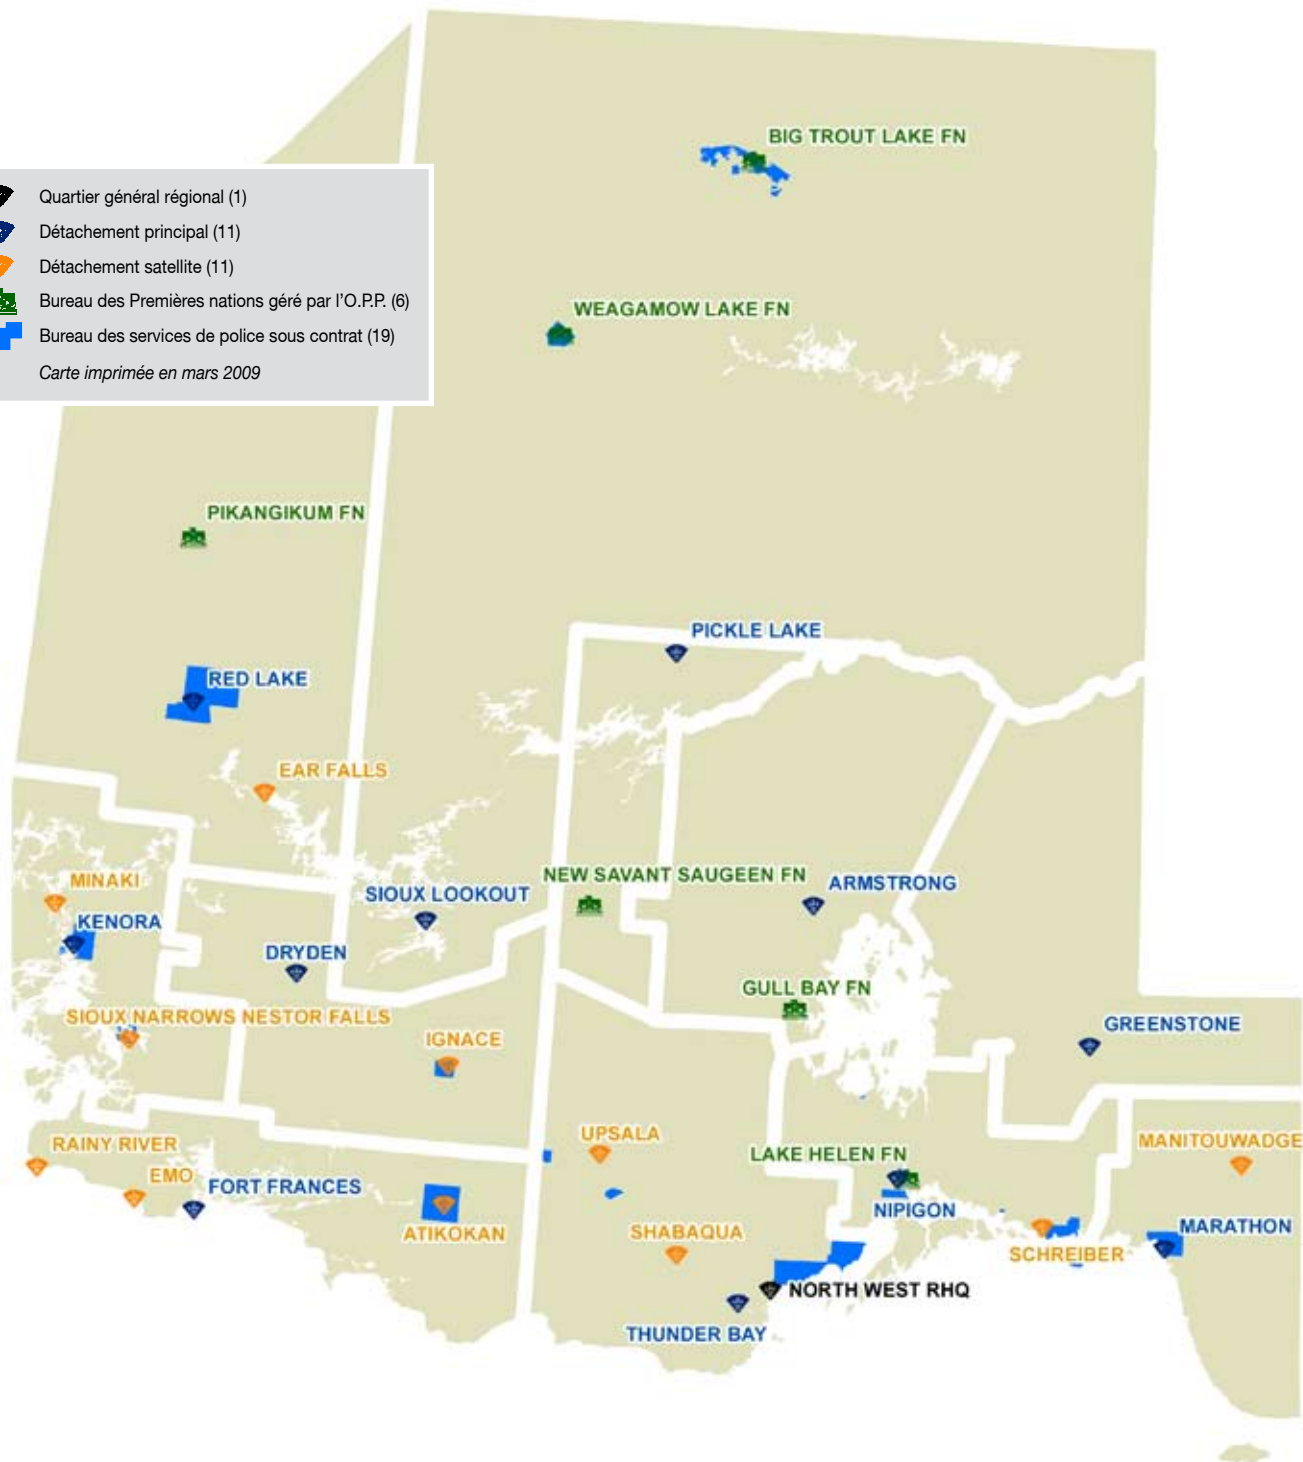 BIG TROUT LAKE FN
Quartier général régional (1)
Détachement principal (11)
Détachement satellite (11)
Bureau des Premières nations géré par l'O.P.P. (6)
Bureau des services de police sous contrat (19)
Carte imprimée en mars 2009
WEAGAMOW LAKE FN
PIKANGIKUM FN
PICKLE LAKE
RED LAKE
EAR FALLS
MINAKI
NEW SAVANT SAUGEEN FN
ARMSTRONG
SIOUX LOOKOUT
KENORA
DRYDEN
GULL BAY FN
SIOUX NARROWS NESTOR FALLS
GREENSTONE
IGNACE
UPSALA
MANITOUWADGE
RAINY RIVER
LAKE HELEN FN
EMO
FORT FRANCES
NIPIGON
ATIKOKAN
SHABAQUA
MARATHON
SCHREIBER
NORTH WEST RHQ
THUNDER BAY